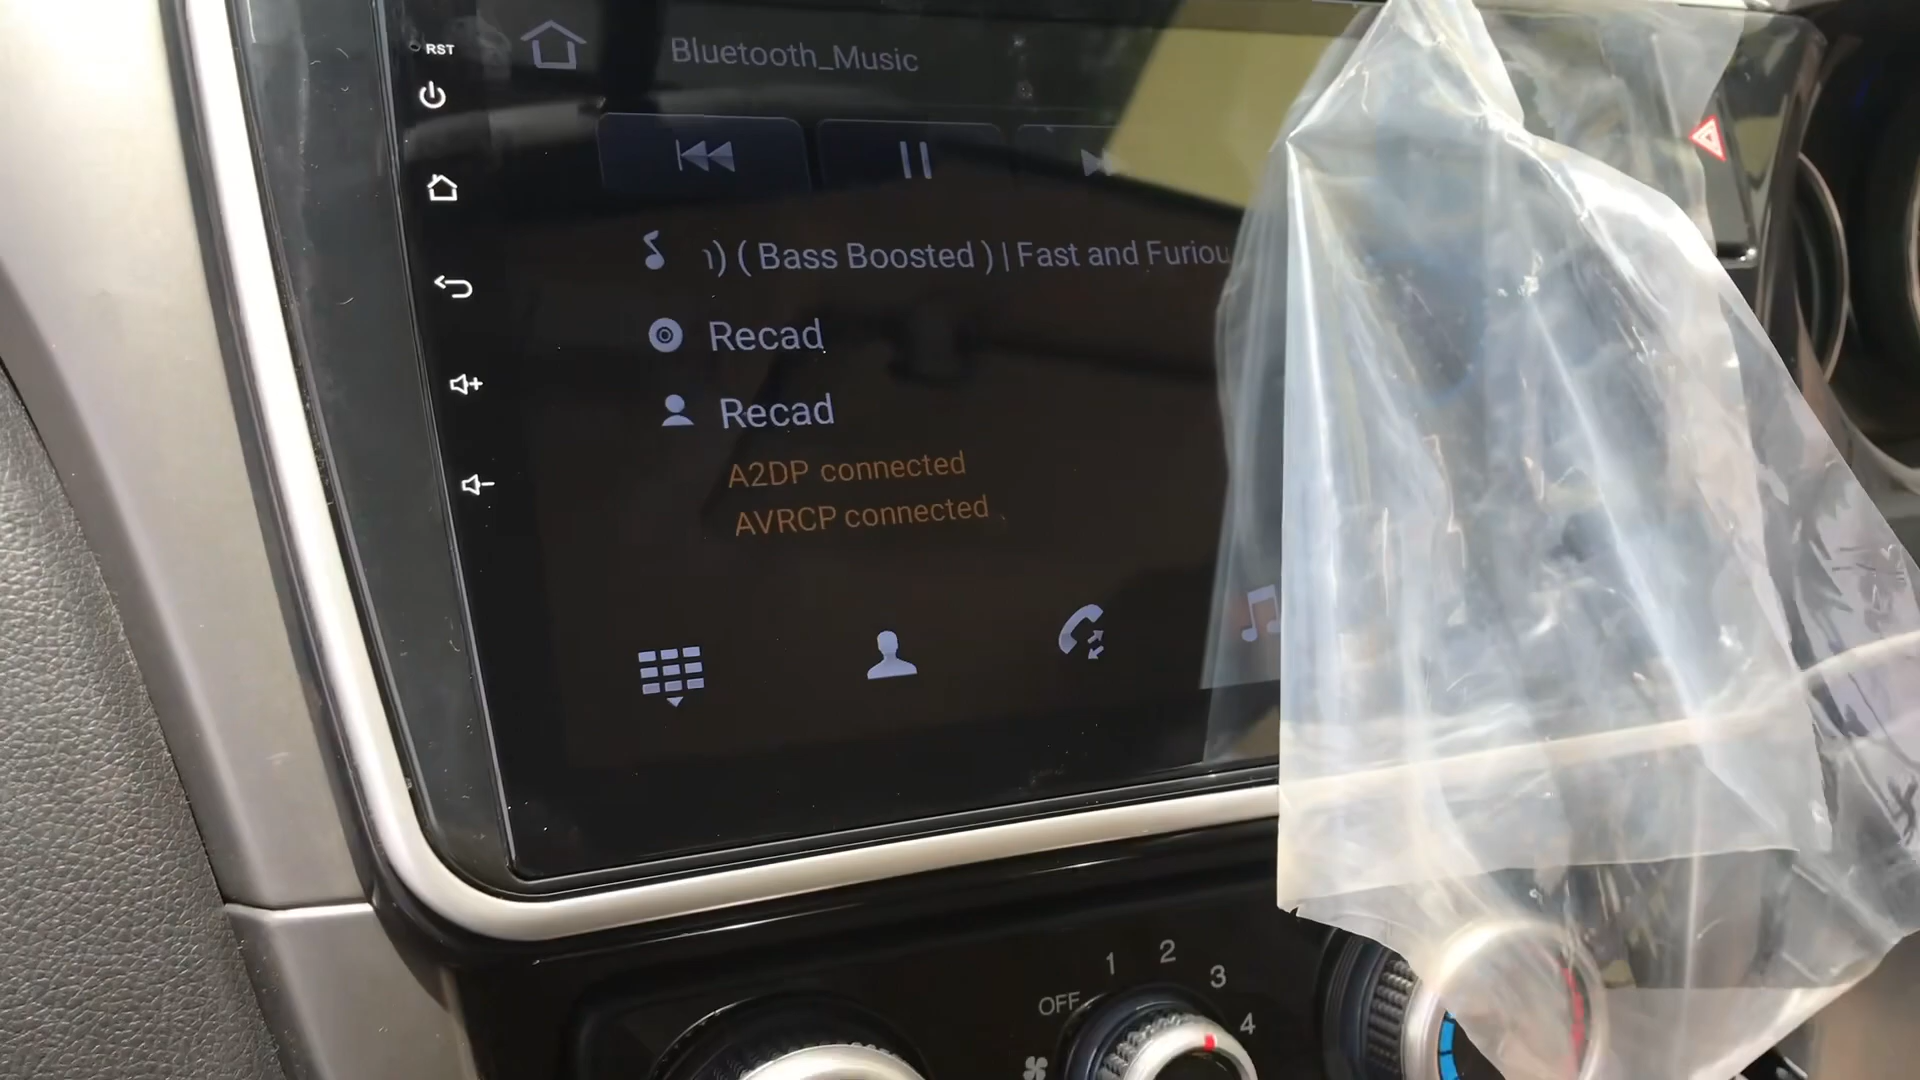 RST
Bluetooth_Music
) ( Bass Boosted ) | Fast and Furiou
Recad
Recad
A2DP connected
AVRCP connected
OFF 1 2 3 4